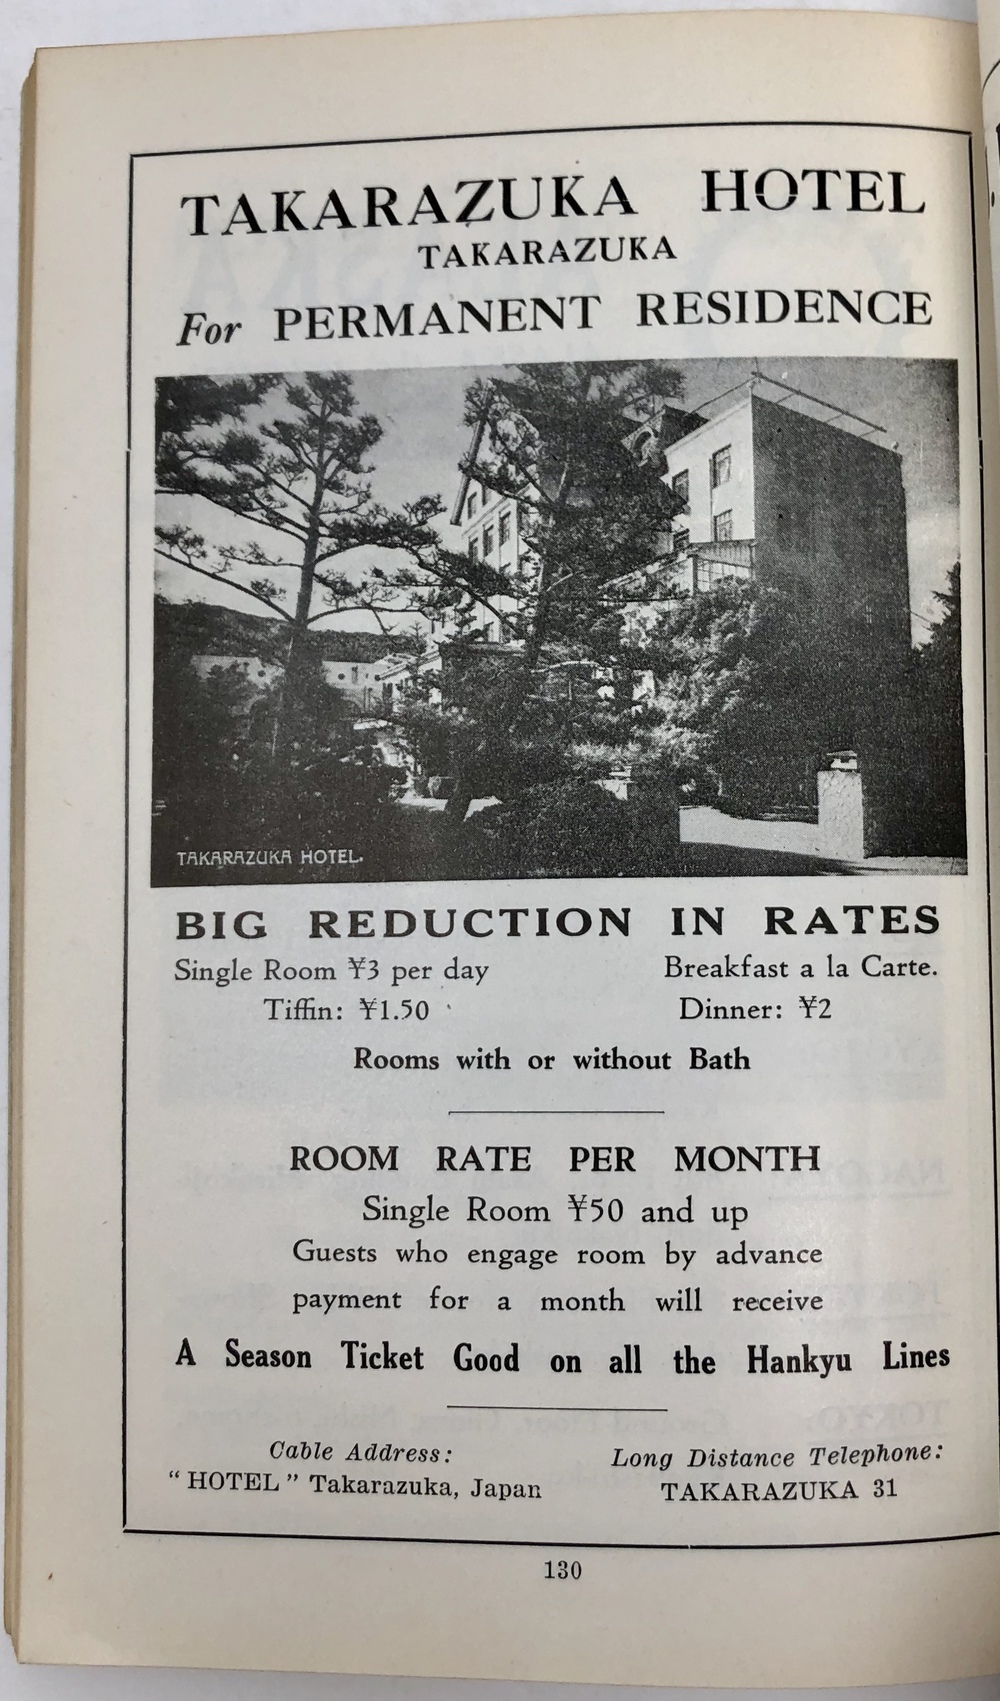 TAKARAZUKA HOTEL
TAKARAZUKA
For PERMANENT RESIDENCE
TAKARAZUKA HOTEL.
BIG REDUCTION IN RATES
Single Room ¥3 per day Breakfast a la Carte.
Tiffin: ¥1.50 Dinner: ¥2
Rooms with or without Bath
ROOM RATE PER MONTH
Single Room ¥50 and up
Guests who engage room by advance
payment for a month will receive
A Season Ticket Good on all the Hankyu Lines
Cable Address: Long Distance Telephone:
“HOTEL” Takarazuka, Japan TAKARAZUKA 31
130